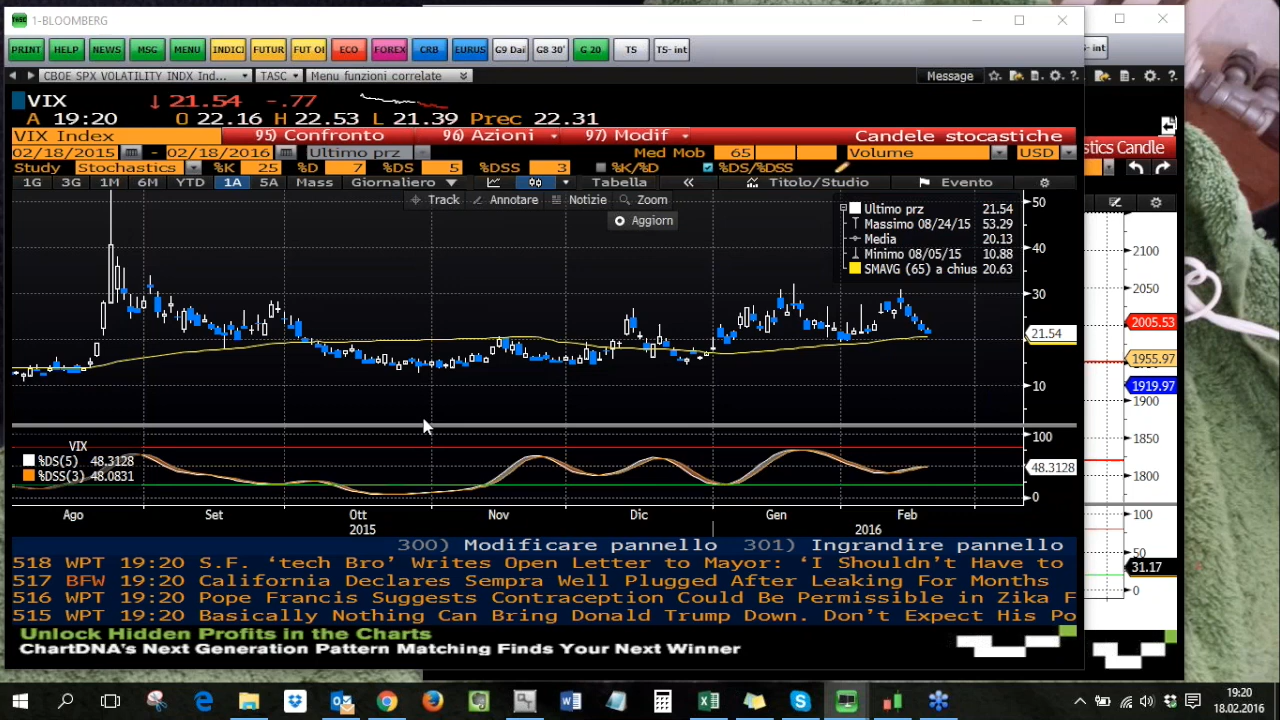 1-BLOOMBERG
PRINT HELP NEWS MSG MENU INDICI FUTUR FUT OI ECO FOREX CRB EURUS G9 Dai G8 30' G 20 TS TS- int
int
CBOE SPX VOLATILITY INDX Ind... TASC Menu funzioni correlate Message
VIX ↓ 21.54 -.77
A 19:20 O 22.16 H 22.53 L 21.39 Prec 22.31
VIX Index 95) Confronto 96) Azioni 97) Modif Candele stocastiche
stics Candle
02/18/2015 - 02/18/2016 Ultimo prz Med Mob 65 Volume USD
Study Stochastics %K 25 %D 7 %DS 5 %DSS 3 %K/%D %DS/%DSS
1G 3G 1M 6M YTD 1A 5A Mass Giornaliero Tabella « Titolo/Studio Evento
Track Annotare Notizie Zoom
Aggiorn
Ultimo prz 21.54
Massimo 08/24/15 53.29
Media 20.13
Minimo 08/05/15 10.88
SMAVG (65) a chius 20.63
50
40
30
21.54
10
2100
2050
2005.53
1955.97
1919.97
1900
1850
1800
100
50
31.17
0
VIX
%DS(5) 48.3128
%DSS(3) 48.0831
100
48.3128
0
Ago Set Ott Nov Dic Gen Feb
2015 2016
300) Modificare pannello 301) Ingrandire pannello
518 WPT 19:20 S.F. ‘tech Bro’ Writes Open Letter to Mayor: ‘I Shouldn’t Have to
517 BFW 19:20 California Declares Sempra Well Plugged After Leaking For Months
516 WPT 19:20 Pope Francis Suggests Contraception Could Be Permissible in Zika F
515 WPT 19:20 Basically Nothing Can Bring Donald Trump Down. Don’t Expect His Po
Unlock Hidden Profits in the Charts
ChartDNA's Next Generation Pattern Matching Finds Your Next Winner
19:20
18.02.2016